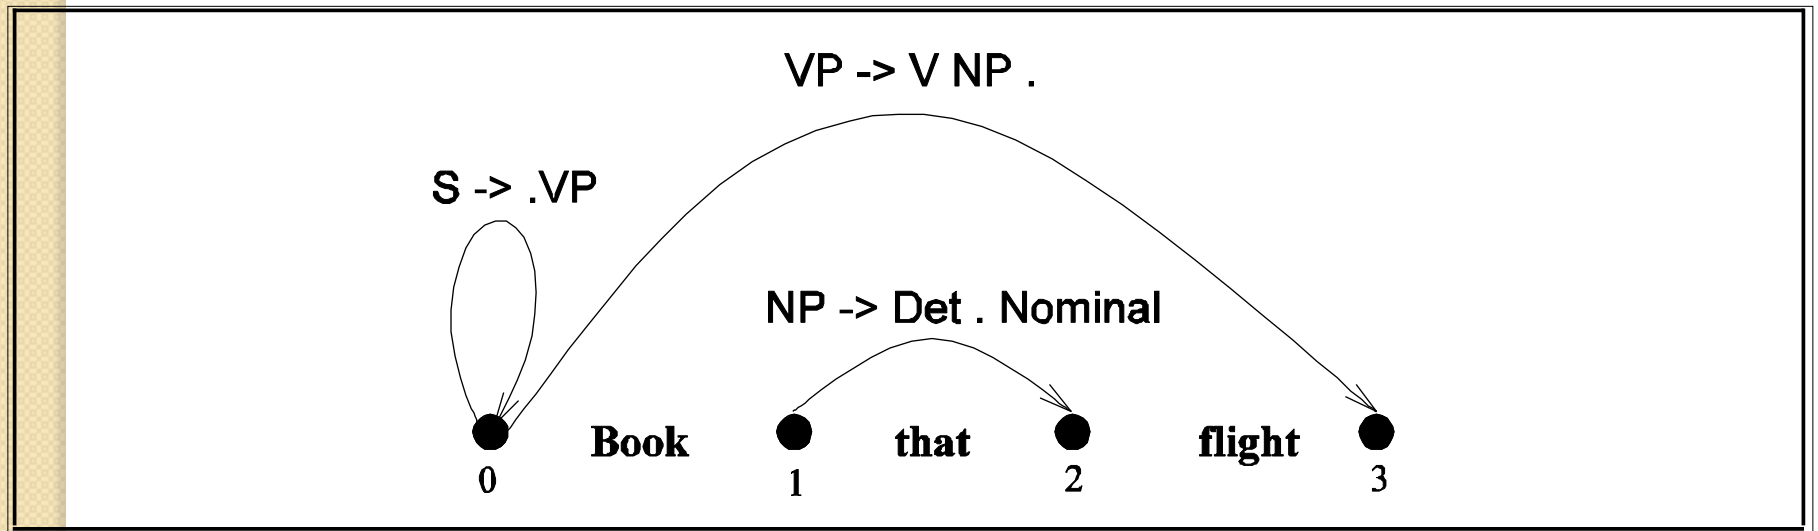 VP -> V NP .
S -> .VP
NP -> Det . Nominal
Book that flight
0 1 2 3